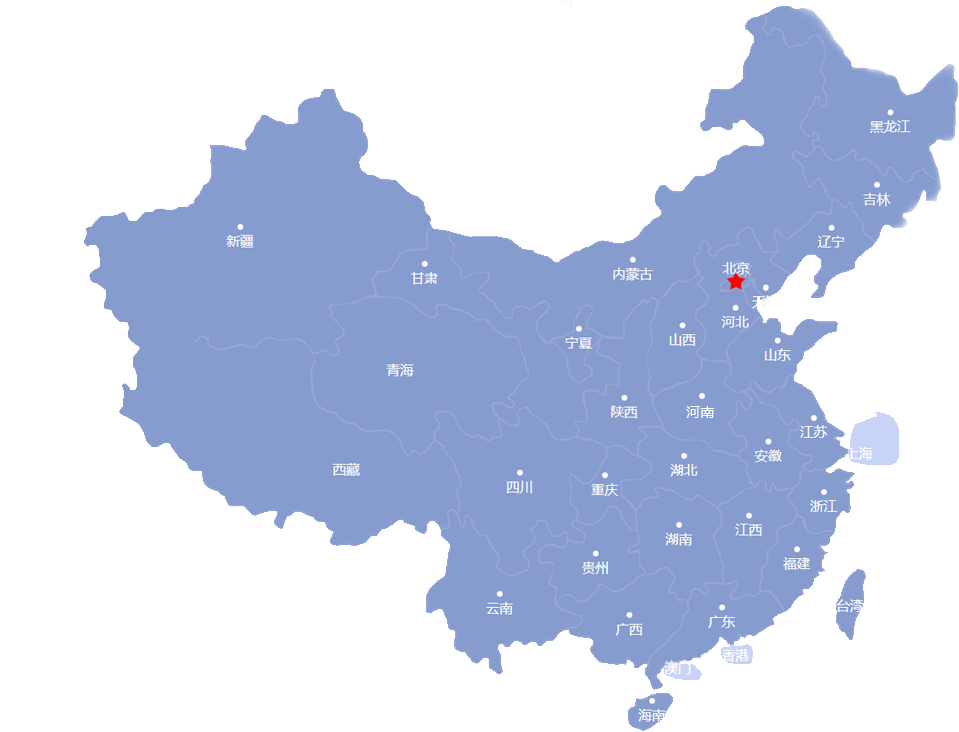 黑龙江
吉林
新疆
辽宁
内蒙古
北京
甘肃
天
河北
宁夏
山西
山东
青海
陕西
河南
江苏
上海
安徽
西藏
湖北
四川
重庆
浙江
江西
湖南
福建
贵州
云南
台湾
广西
广东
香港
澳门
海南